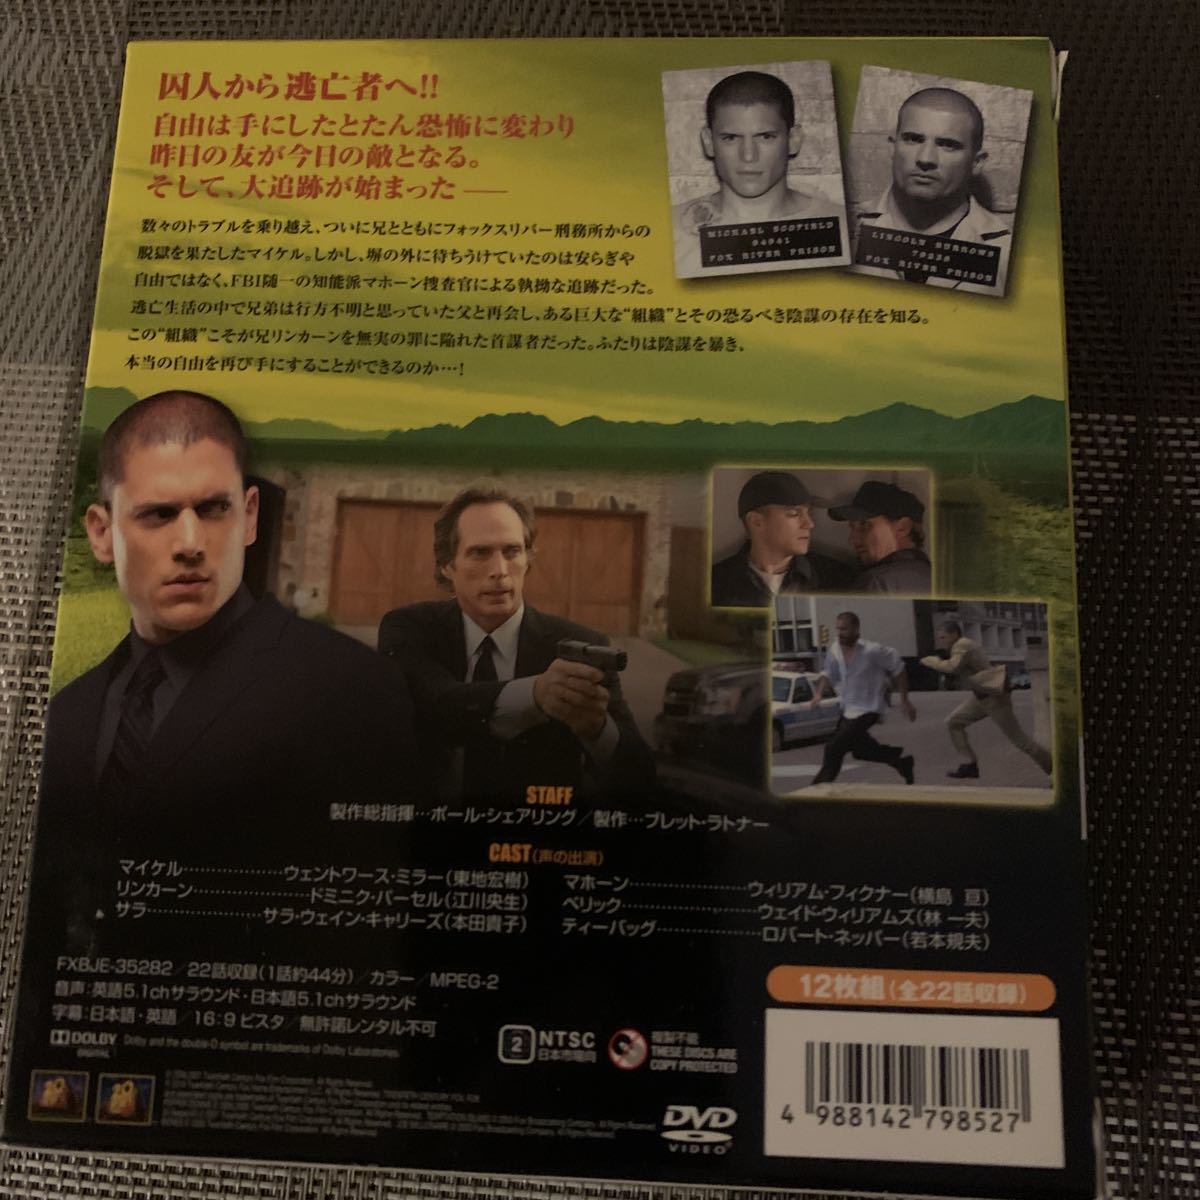 囚人から逃亡者へ!!
自由は手にしたとたん恐怖に変わり
昨日の友が今日の敵となる。
そして、大追跡が始まった——
数々のトラブルを乗り越え、ついに兄とともにフォックスリバー刑務所からの
脱獄を果たしたマイケル。しかし、塀の外に待ちうけていたのは安らぎや
自由ではなく、FBI随一の知能派マホーン捜査官による執拗な追跡だった。
逃亡生活の中で兄弟は行方不明と思っていた父と再会し、ある巨大な“組織”とその恐るべき陰謀の存在を知る。
この“組織”こそが兄リンカーンを無実の罪に陥れた首謀者だった。ふたりは陰謀を暴き、
本当の自由を再び手にすることができるのか…!
MICHAEL SCOFIELD
94941
FOX RIVER PRISON
LINCOLN BURROWS
79238
FOX RIVER PRISON
STAFF
製作総指揮…ポール・シェアリング／製作…ブレット・ラトナー
CAST(声の出演)
マイケル………………ウェントワース・ミラー(東地宏樹)
リンカーン………………ドミニク・パーセル(江川央生)
サラ………………サラ・ウェイン・キャリーズ(本田貴子)
マホーン………………ウィリアム・フィクナー(横島 亘)
ベリック………………ウェイド・ウィリアムズ(林 一夫)
ティーバッグ………………ロバート・ネッパー(若本規夫)
FXBJE-35282／22話収録(1話約44分)／カラー／MPEG-2
音声:英語5.1chサラウンド・日本語5.1chサラウンド
字幕:日本語・英語／16:9 ビスタ／無許諾レンタル不可
DOLBY
DIGITAL
Dolby and the double-D symbol are trademarks of Dolby Laboratories.
2
NTSC
日本市場向
複製不能
THESE DISCS ARE
COPY PROTECTED
12枚組(全22話収録)
DVD
VIDEO
4 988142 798527